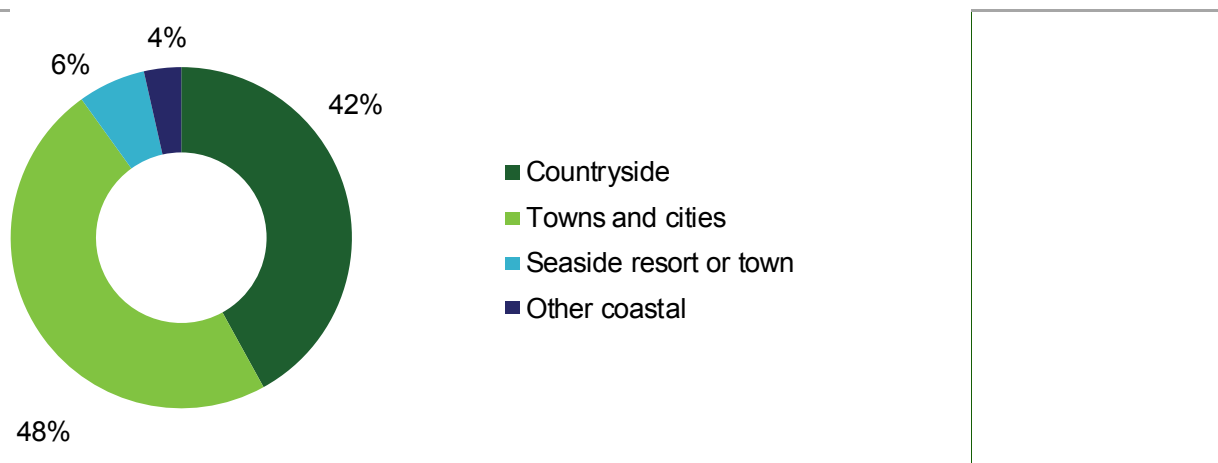 4%
6%
42%
Countryside
Towns and cities
Seaside resort or town
Other coastal
48%